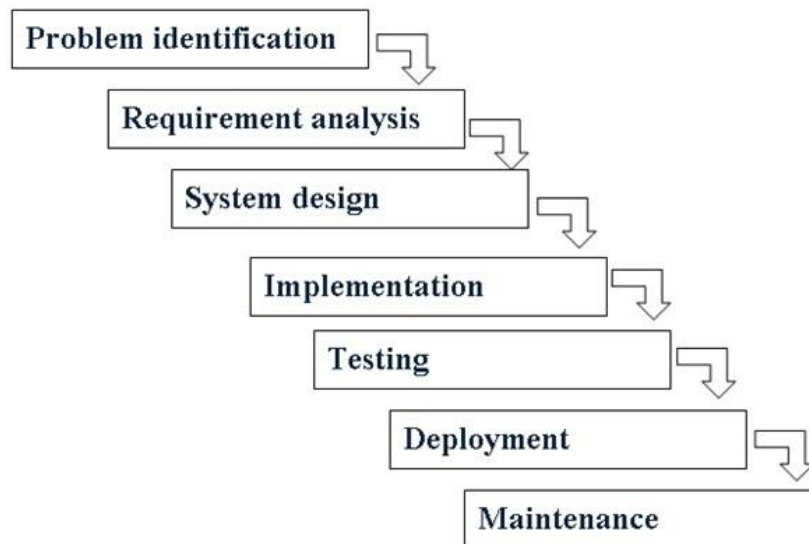 Problem identification
Requirement analysis
System design
Implementation
Testing
Deployment
Maintenance